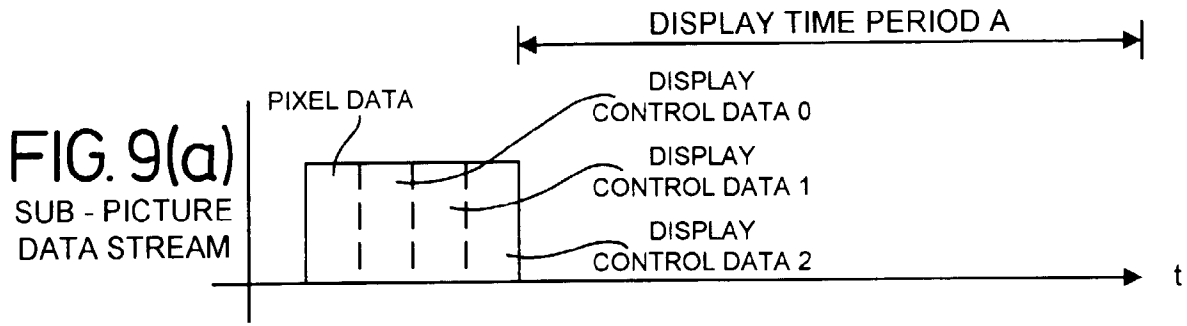 DISPLAY TIME PERIOD A
PIXEL DATA
DISPLAY
CONTROL DATA 0
DISPLAY
CONTROL DATA 1
DISPLAY
CONTROL DATA 2
FIG. 9(a)
SUB - PICTURE
DATA STREAM
t